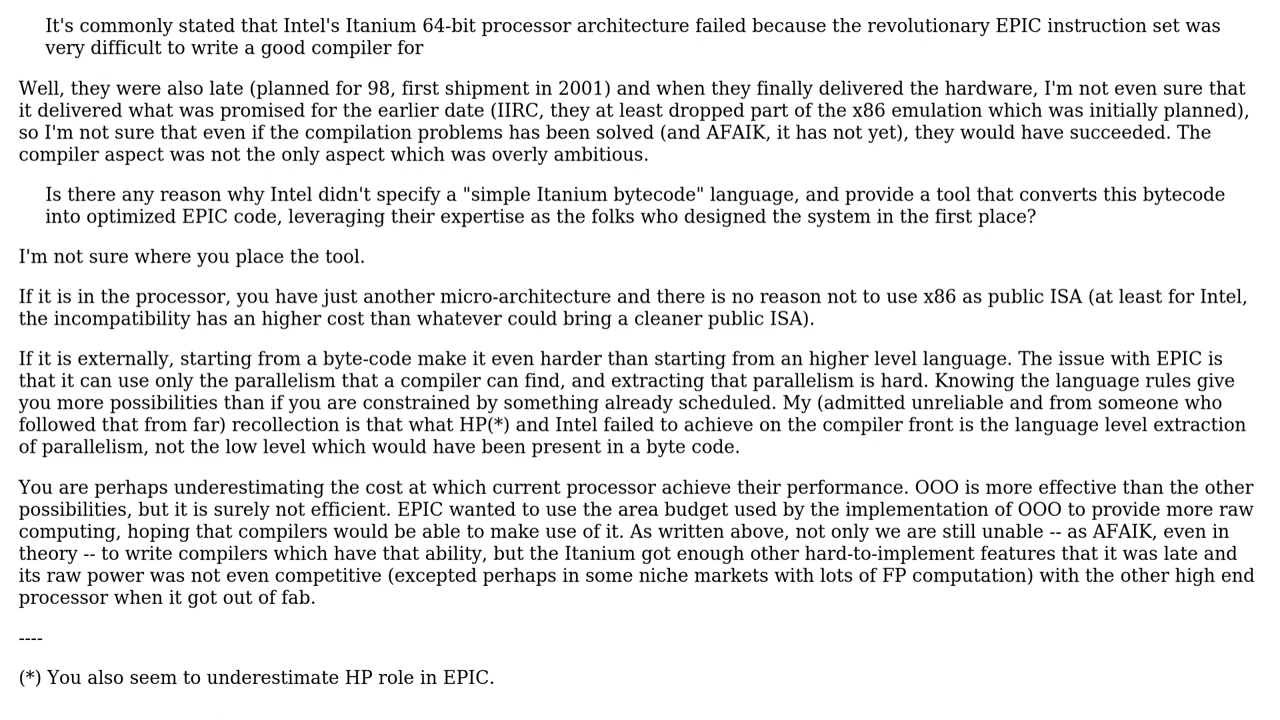 It's commonly stated that Intel's Itanium 64-bit processor architecture failed because the revolutionary EPIC instruction set was
very difficult to write a good compiler for
Well, they were also late (planned for 98, first shipment in 2001) and when they finally delivered the hardware, I'm not even sure that
it delivered what was promised for the earlier date (IIRC, they at least dropped part of the x86 emulation which was initially planned),
so I'm not sure that even if the compilation problems has been solved (and AFAIK, it has not yet), they would have succeeded. The
compiler aspect was not the only aspect which was overly ambitious.
Is there any reason why Intel didn't specify a "simple Itanium bytecode" language, and provide a tool that converts this bytecode
into optimized EPIC code, leveraging their expertise as the folks who designed the system in the first place?
I'm not sure where you place the tool.
If it is in the processor, you have just another micro-architecture and there is no reason not to use x86 as public ISA (at least for Intel,
the incompatibility has an higher cost than whatever could bring a cleaner public ISA).
If it is externally, starting from a byte-code make it even harder than starting from an higher level language. The issue with EPIC is
that it can use only the parallelism that a compiler can find, and extracting that parallelism is hard. Knowing the language rules give
you more possibilities than if you are constrained by something already scheduled. My (admitted unreliable and from someone who
followed that from far) recollection is that what HP(*) and Intel failed to achieve on the compiler front is the language level extraction
of parallelism, not the low level which would have been present in a byte code.
You are perhaps underestimating the cost at which current processor achieve their performance. OOO is more effective than the other
possibilities, but it is surely not efficient. EPIC wanted to use the area budget used by the implementation of OOO to provide more raw
computing, hoping that compilers would be able to make use of it. As written above, not only we are still unable -- as AFAIK, even in
theory -- to write compilers which have that ability, but the Itanium got enough other hard-to-implement features that it was late and
its raw power was not even competitive (excepted perhaps in some niche markets with lots of FP computation) with the other high end
processor when it got out of fab.
----
(*) You also seem to underestimate HP role in EPIC.